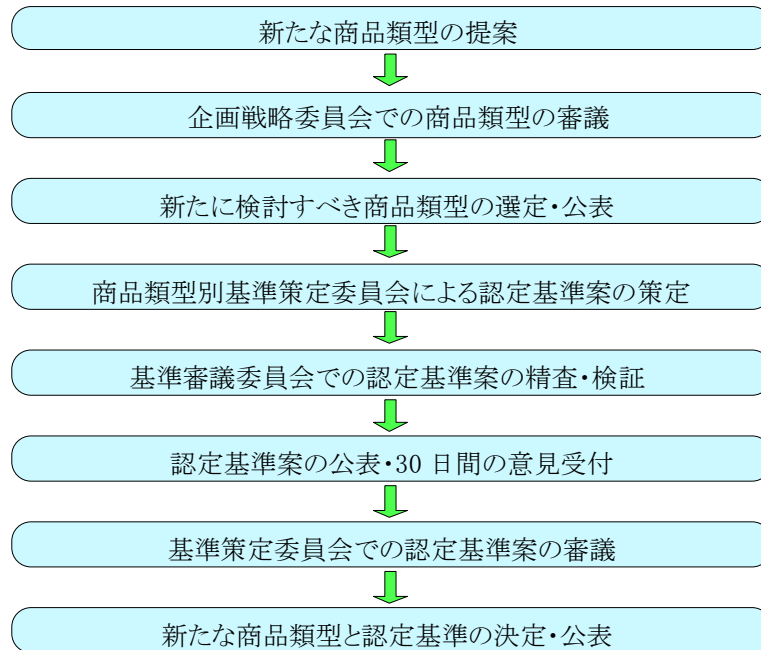 新たな商品類型の提案
企画戦略委員会での商品類型の審議
新たに検討すべき商品類型の選定・公表
商品類型別基準策定委員会による認定基準案の策定
基準審議委員会での認定基準案の精査・検証
認定基準案の公表・30 日間の意見受付
基準策定委員会での認定基準案の審議
新たな商品類型と認定基準の決定・公表